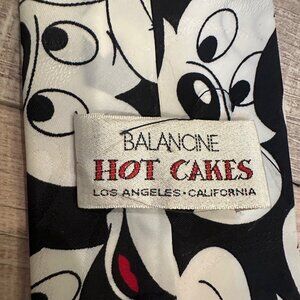 BALANCINE
HOT CAKES
LOS ANGELES · CALIFORNIA